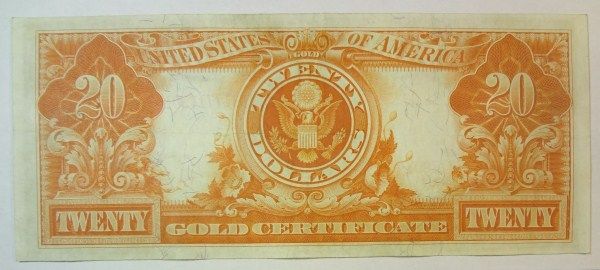 UNITED STATES OF AMERICA
GOLD
20
20
TWENTY
DOLLARS
TWENTY
TWENTY
GOLD CERTIFICATE